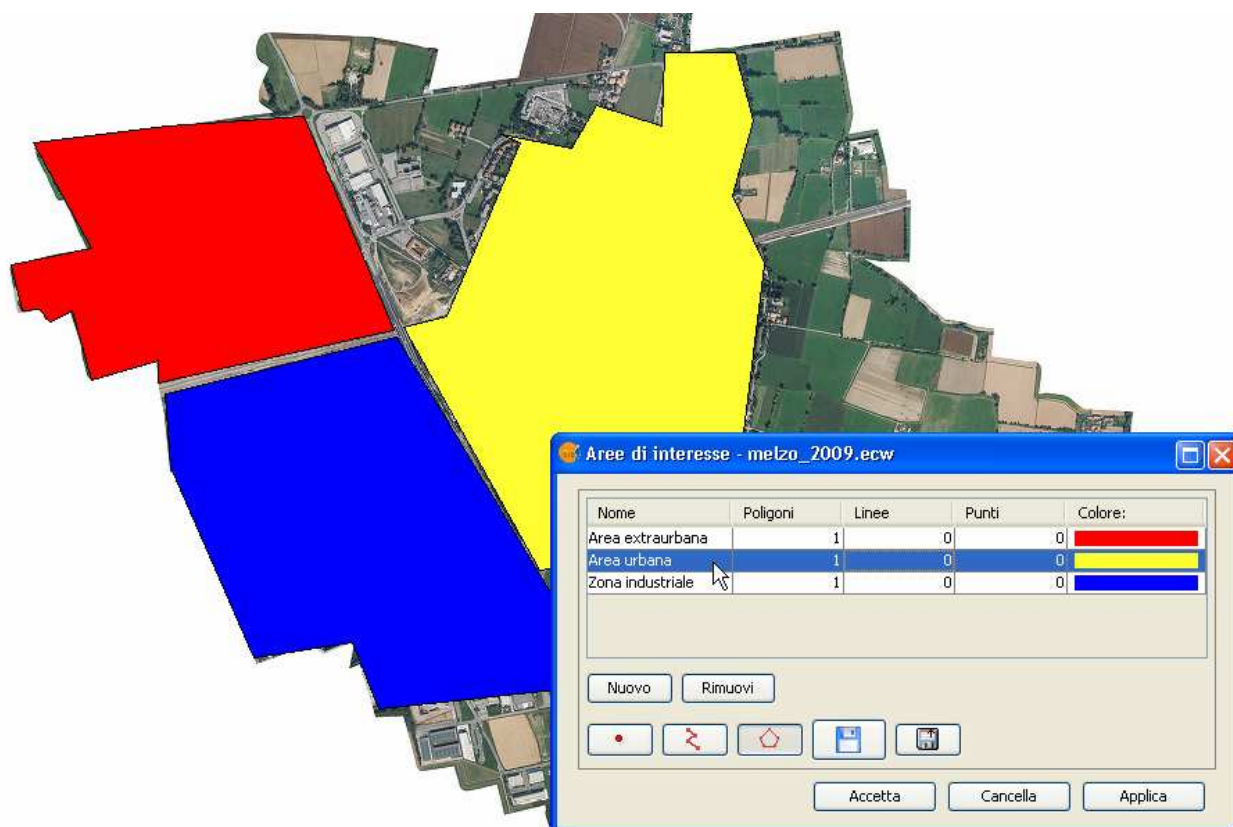 Aree di interesse - melzo_2009.ecw
Nome Poligoni Linee Punti Colore:
Area extraurbana 1 0 0
Area urbana 1 0 0
Zona industriale 1 0 0
Nuovo Rimuovi
Accetta Cancella Applica